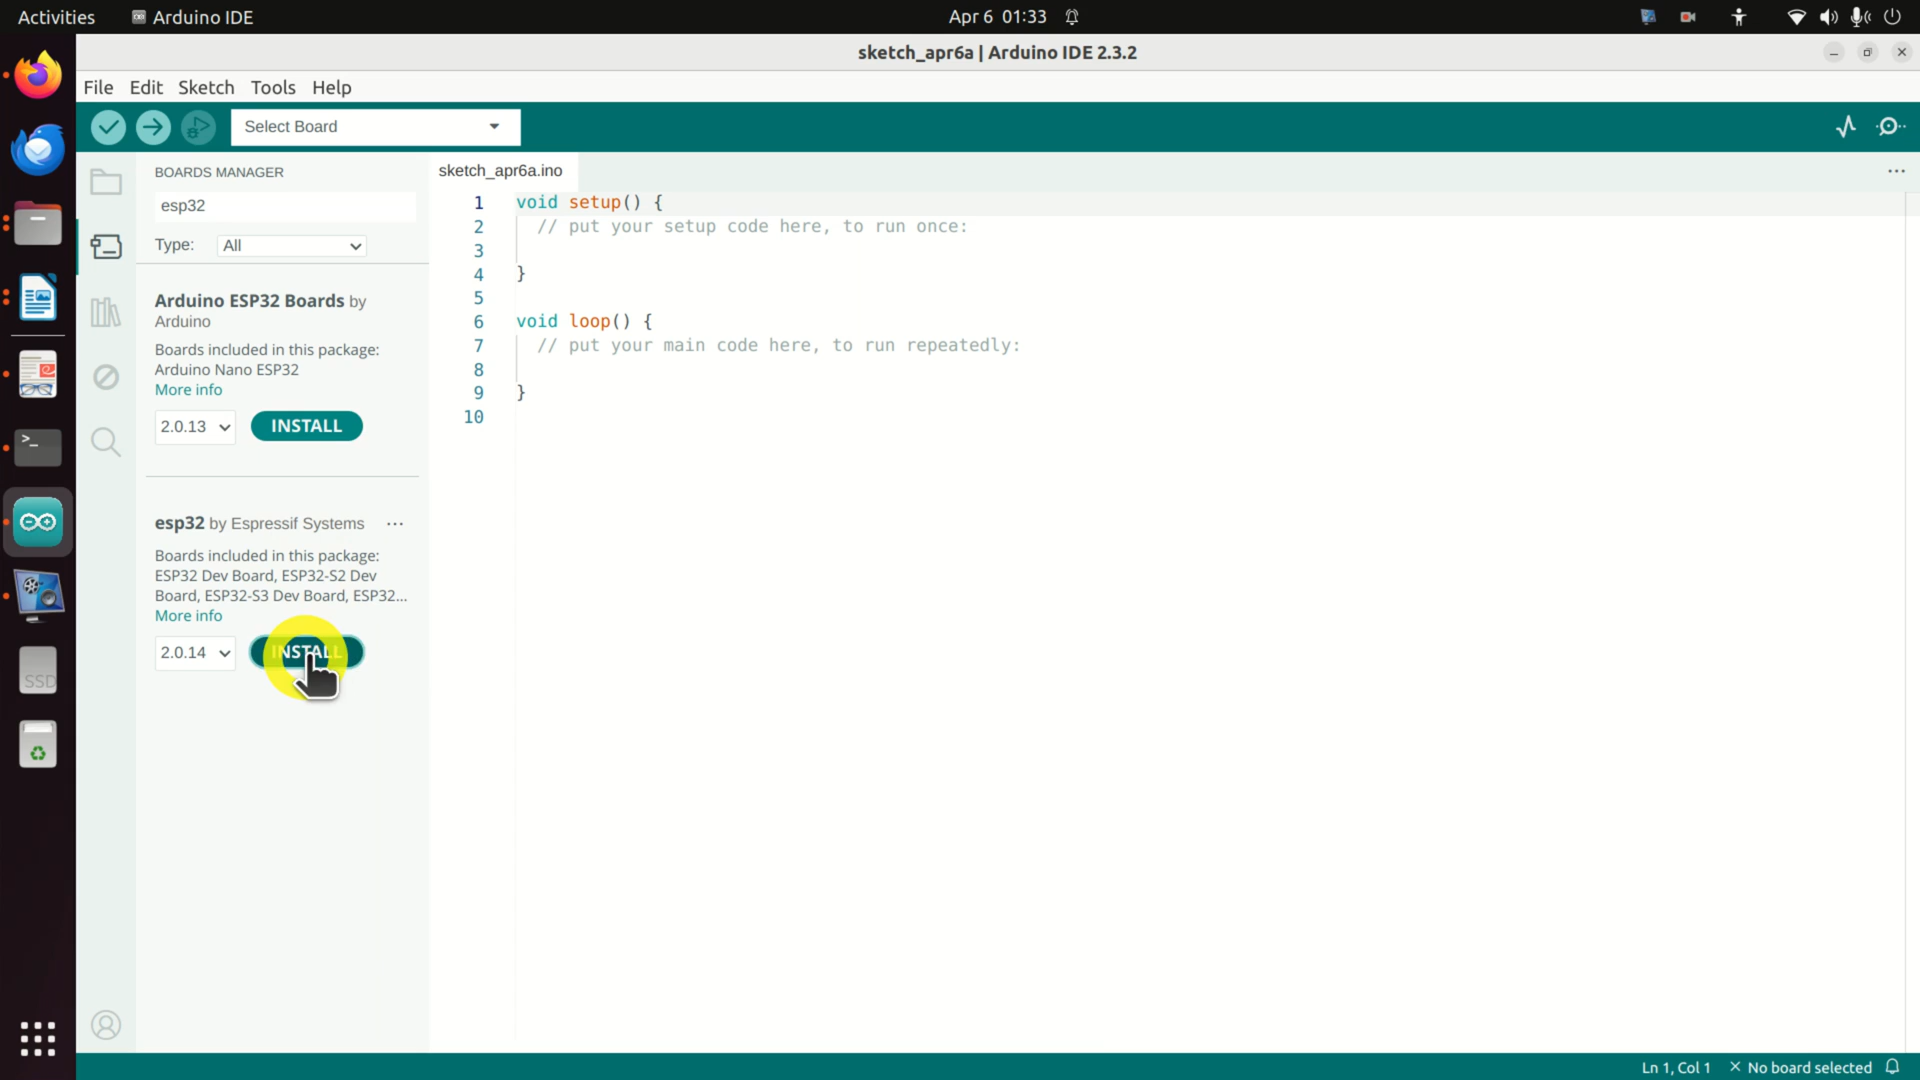 Activities
Arduino IDE
Apr 6 01:33
sketch_apr6a | Arduino IDE 2.3.2
File Edit Sketch Tools Help
Select Board
BOARDS MANAGER
esp32
Type: All
Arduino ESP32 Boards by
Arduino
Boards included in this package:
Arduino Nano ESP32
More info
2.0.13 INSTALL
esp32 by Espressif Systems ...
Boards included in this package:
ESP32 Dev Board, ESP32-S2 Dev
Board, ESP32-S3 Dev Board, ESP32...
More info
2.0.14 INSTALL
sketch_apr6a.ino
1 void setup() {
2 // put your setup code here, to run once:
3
4 }
5
6 void loop() {
7 // put your main code here, to run repeatedly:
8
9 }
10
SSD
Ln 1, Col 1 × No board selected